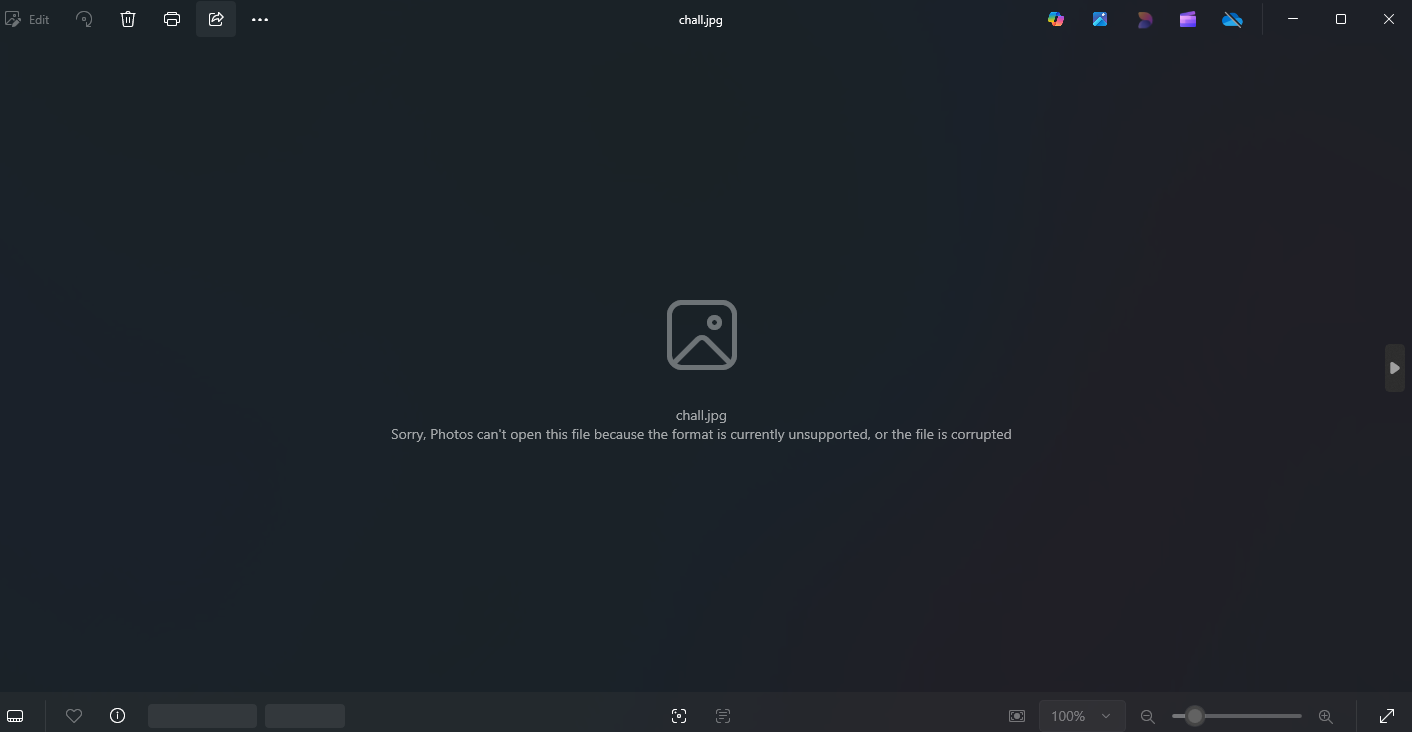 Edit
chall.jpg
chall.jpg
Sorry, Photos can't open this file because the format is currently unsupported, or the file is corrupted
100%